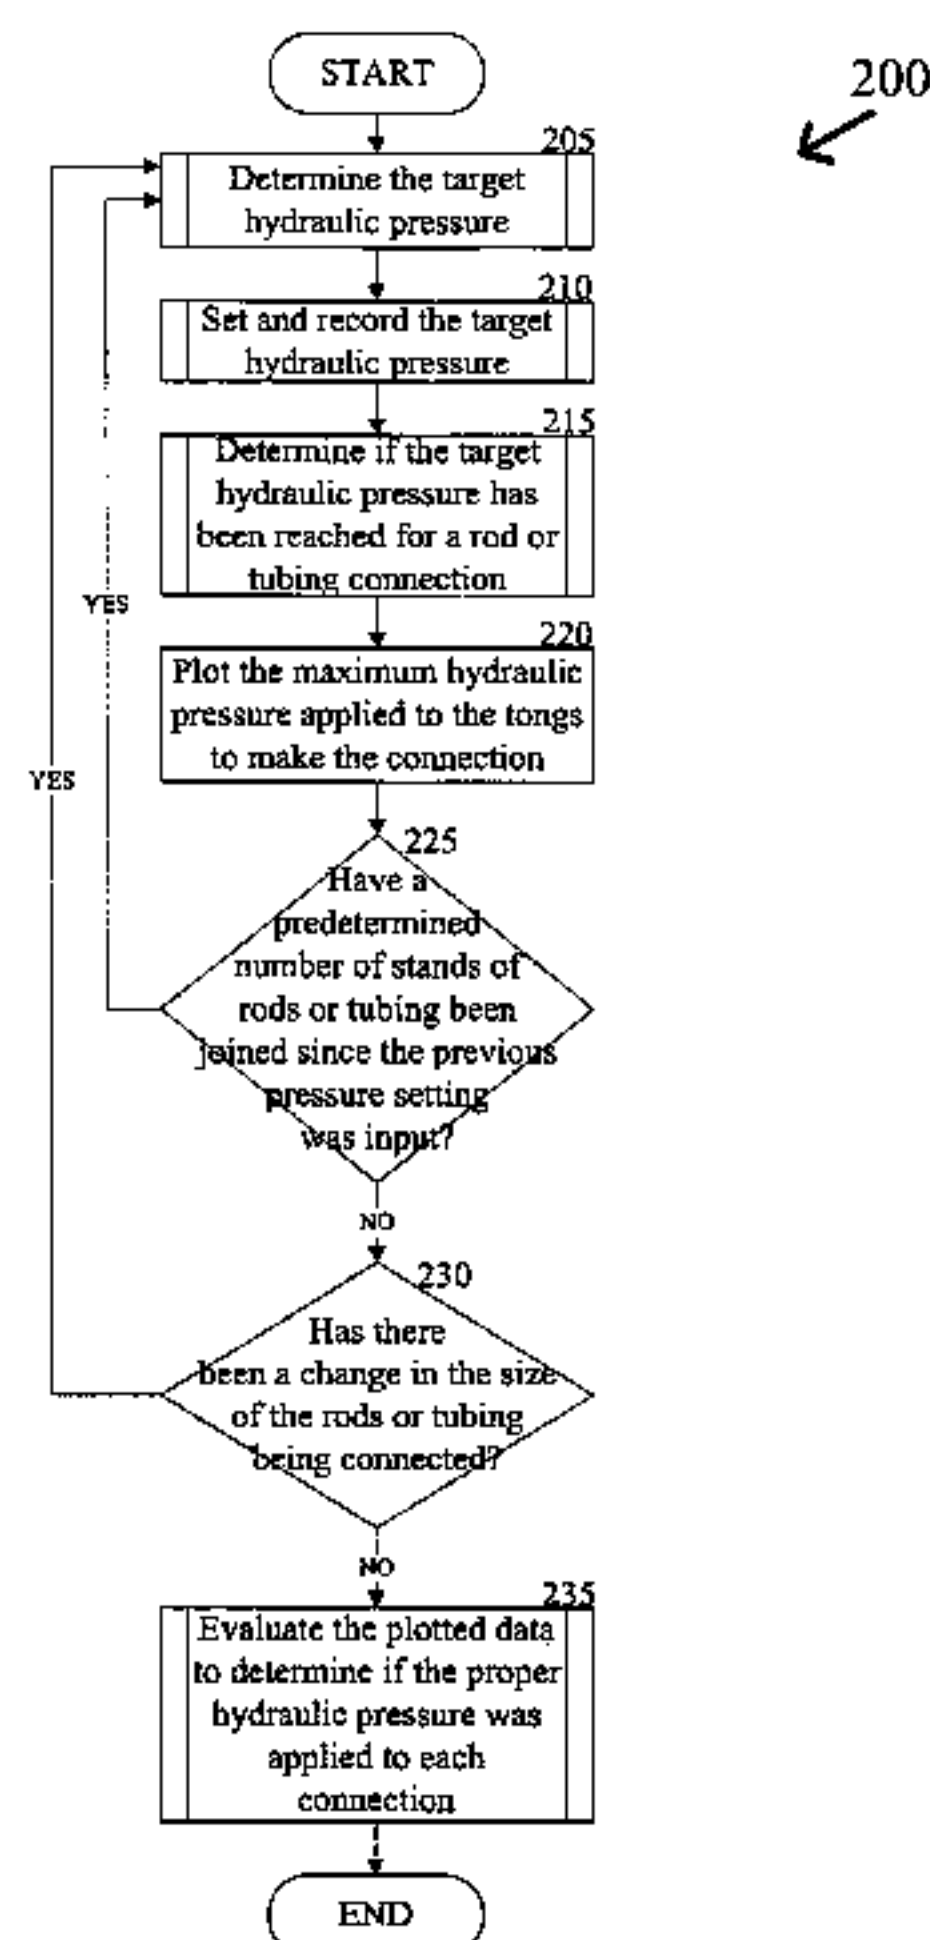 START
200
205
Determine the target
hydraulic pressure
210
Set and record the target
hydraulic pressure
215
Determine if the target
hydraulic pressure has
been reached for a rod or
tubing connection
YES
220
Plot the maximum hydraulic
pressure applied to the tongs
to make the connection
YES
225
Have a
predetermined
number of stands of
rods or tubing been
joined since the previous
pressure setting
was input?
NO
230
Has there
been a change in the size
of the rods or tubing
being connected?
NO
235
Evaluate the plotted data
to determine if the proper
hydraulic pressure was
applied to each
connection
END